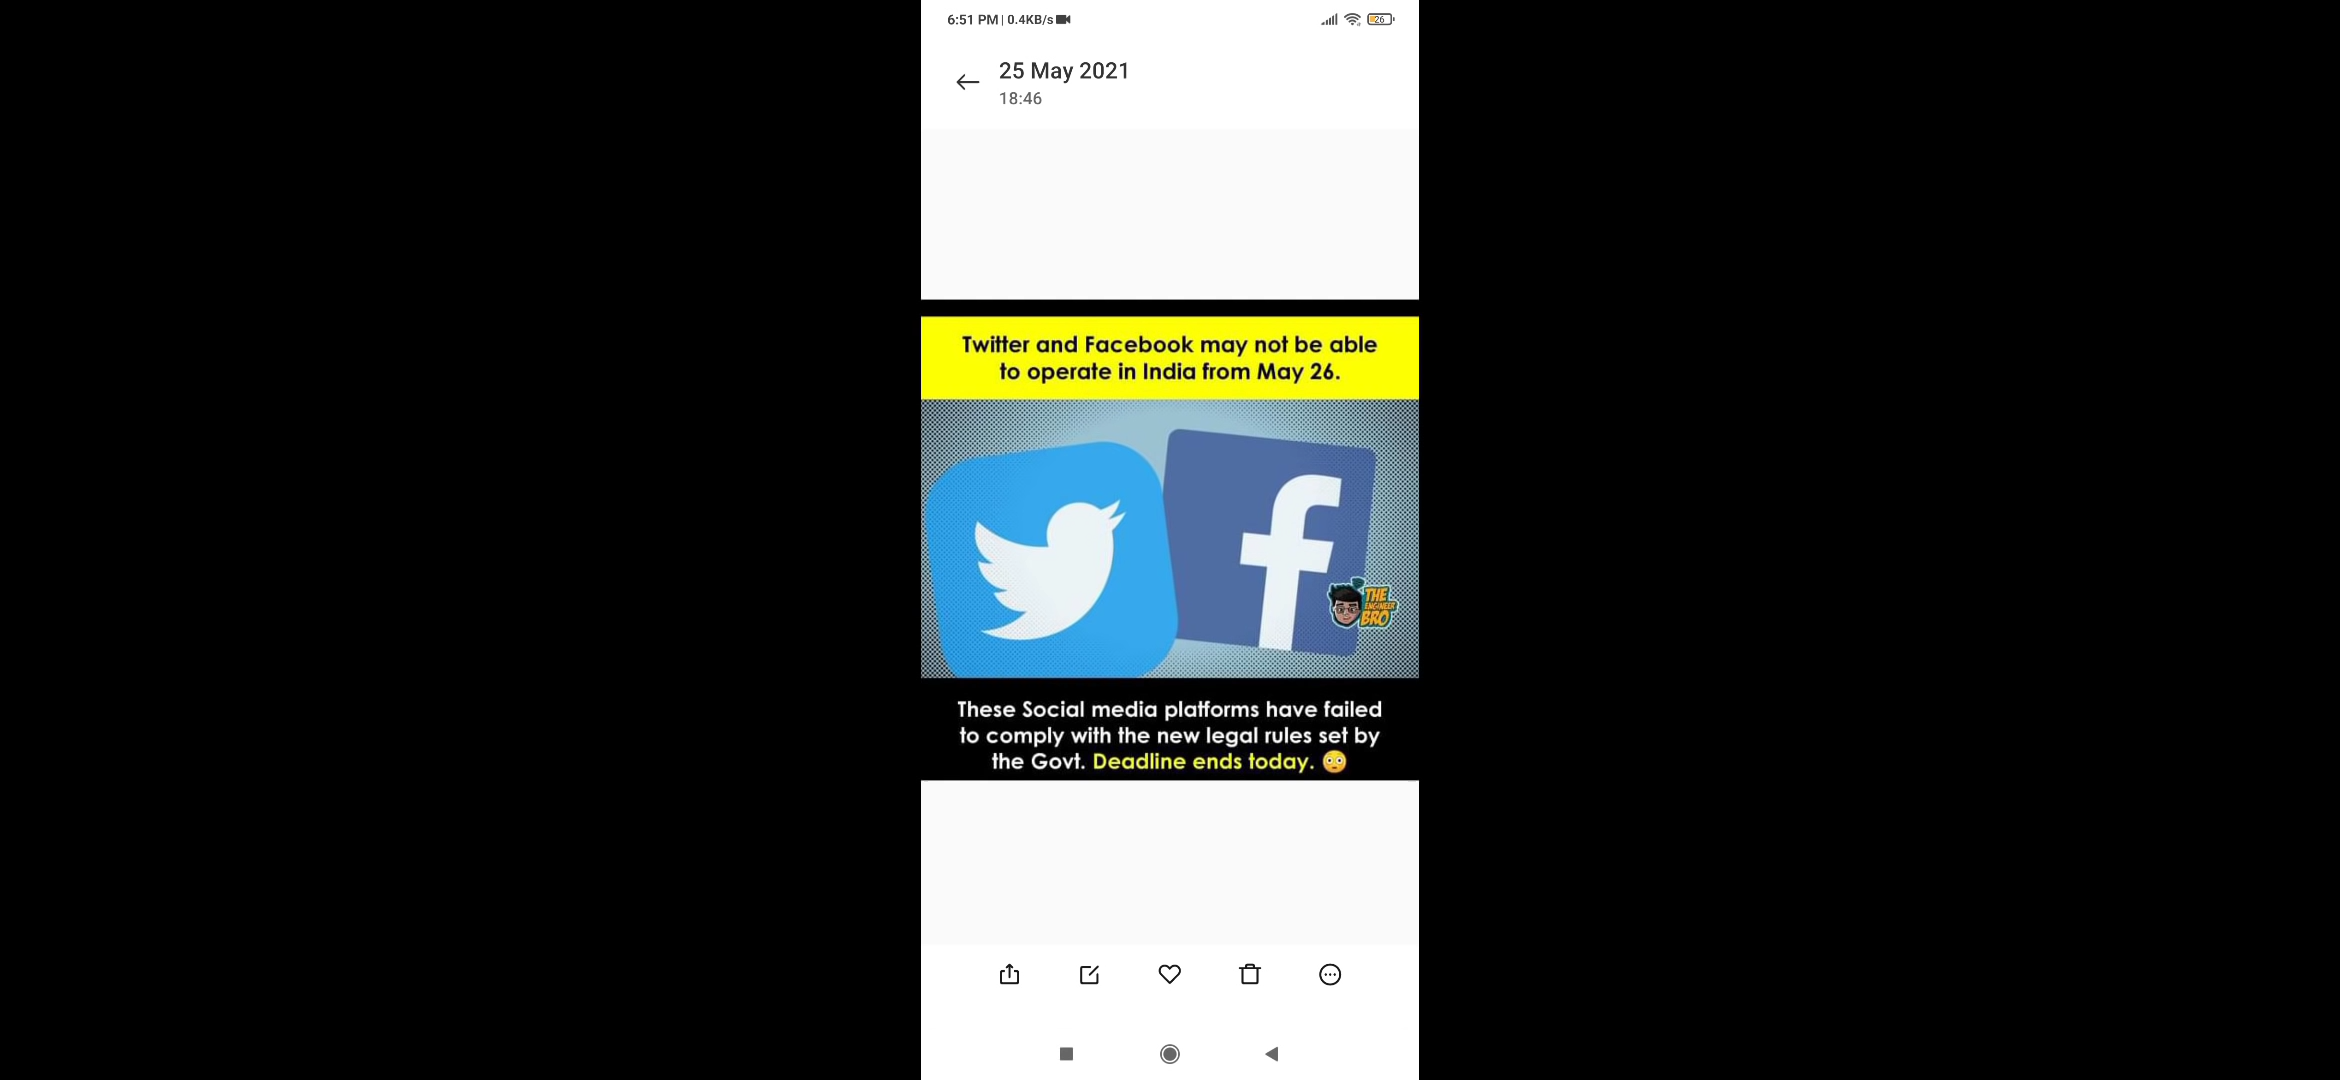 6:51 PM | 0.4KB/s
26
25 May 2021
18:46
Twitter and Facebook may not be able
to operate in India from May 26.
f
THE
ENGINEER
BRO
These Social media platforms have failed
to comply with the new legal rules set by
the Govt. Deadline ends today. 😳